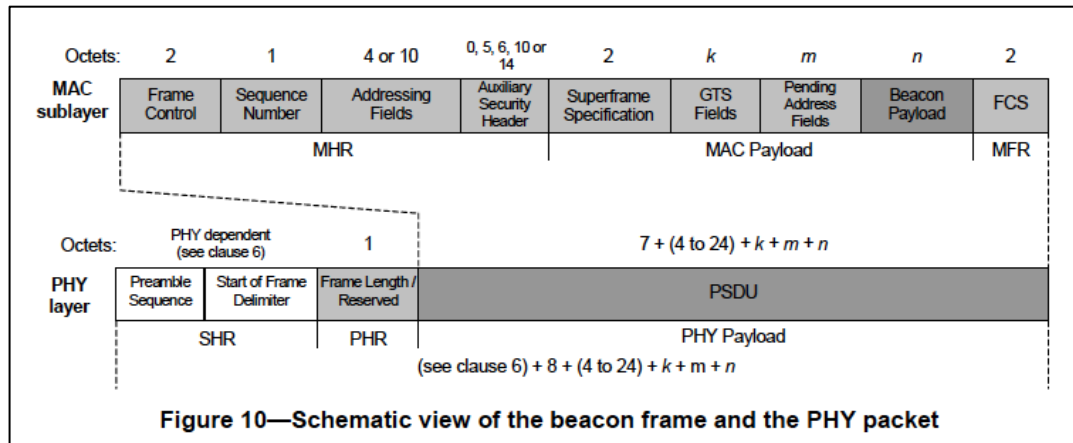 Octets: 2 1 4 or 10 0, 5, 6, 10 or 14 2 k m n 2
MAC sublayer
Frame Control
Sequence Number
Addressing Fields
Auxiliary Security Header
Superframe Specification
GTS Fields
Pending Address Fields
Beacon Payload
FCS
MHR MAC Payload MFR
Octets: PHY dependent (see clause 6) 1 7 + (4 to 24) + k + m + n
PHY layer
Preamble Sequence
Start of Frame Delimiter
Frame Length / Reserved
PSDU
SHR PHR PHY Payload
(see clause 6) + 8 + (4 to 24) + k + m + n
Figure 10—Schematic view of the beacon frame and the PHY packet